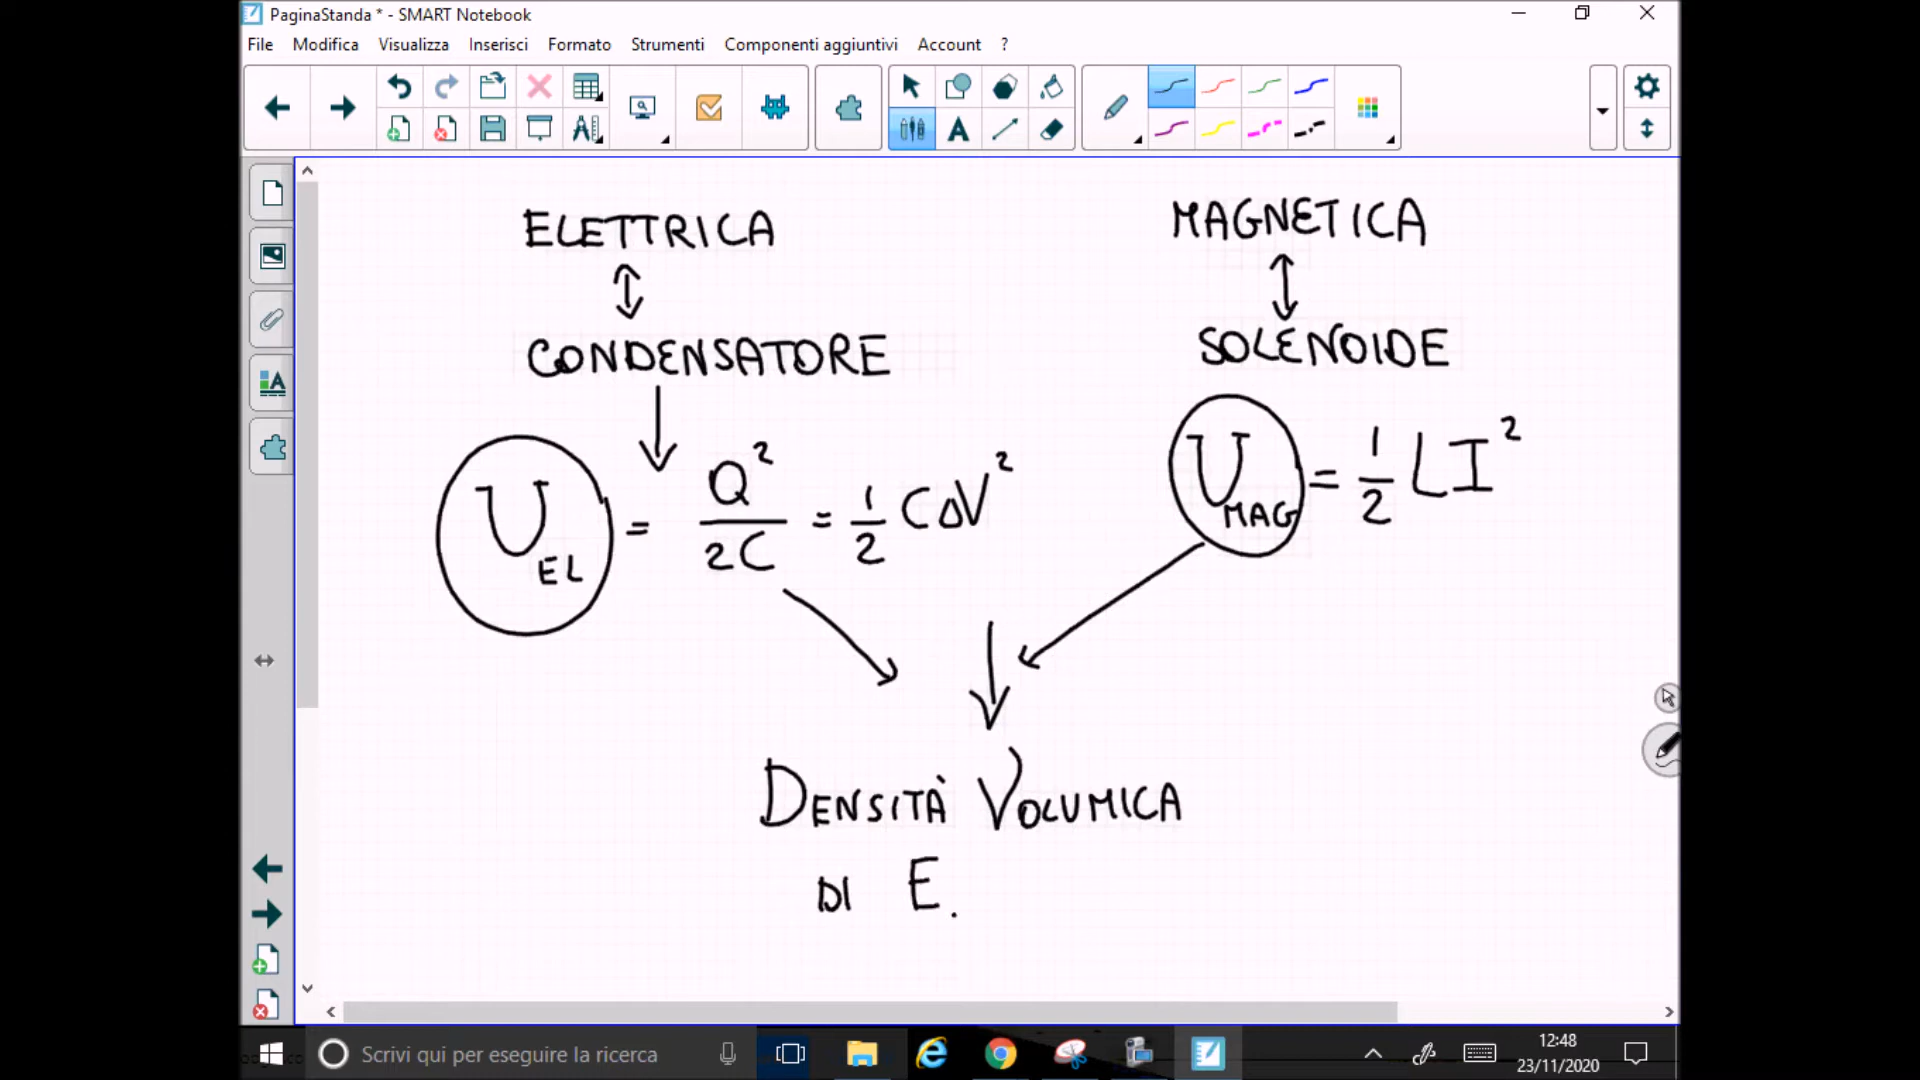 PaginaStanda * - SMART Notebook
File Modifica Visualizza Inserisci Formato Strumenti Componenti aggiuntivi Account ?
ELETTRICA
CONDENSATORE
U_EL = Q²/2C = 1/2 CΔV²
MAGNETICA
SOLENOIDE
U_MAG = 1/2 LI²
DENSITÀ VOLUMICA
DI E.
Scrivi qui per eseguire la ricerca
12:48
23/11/2020